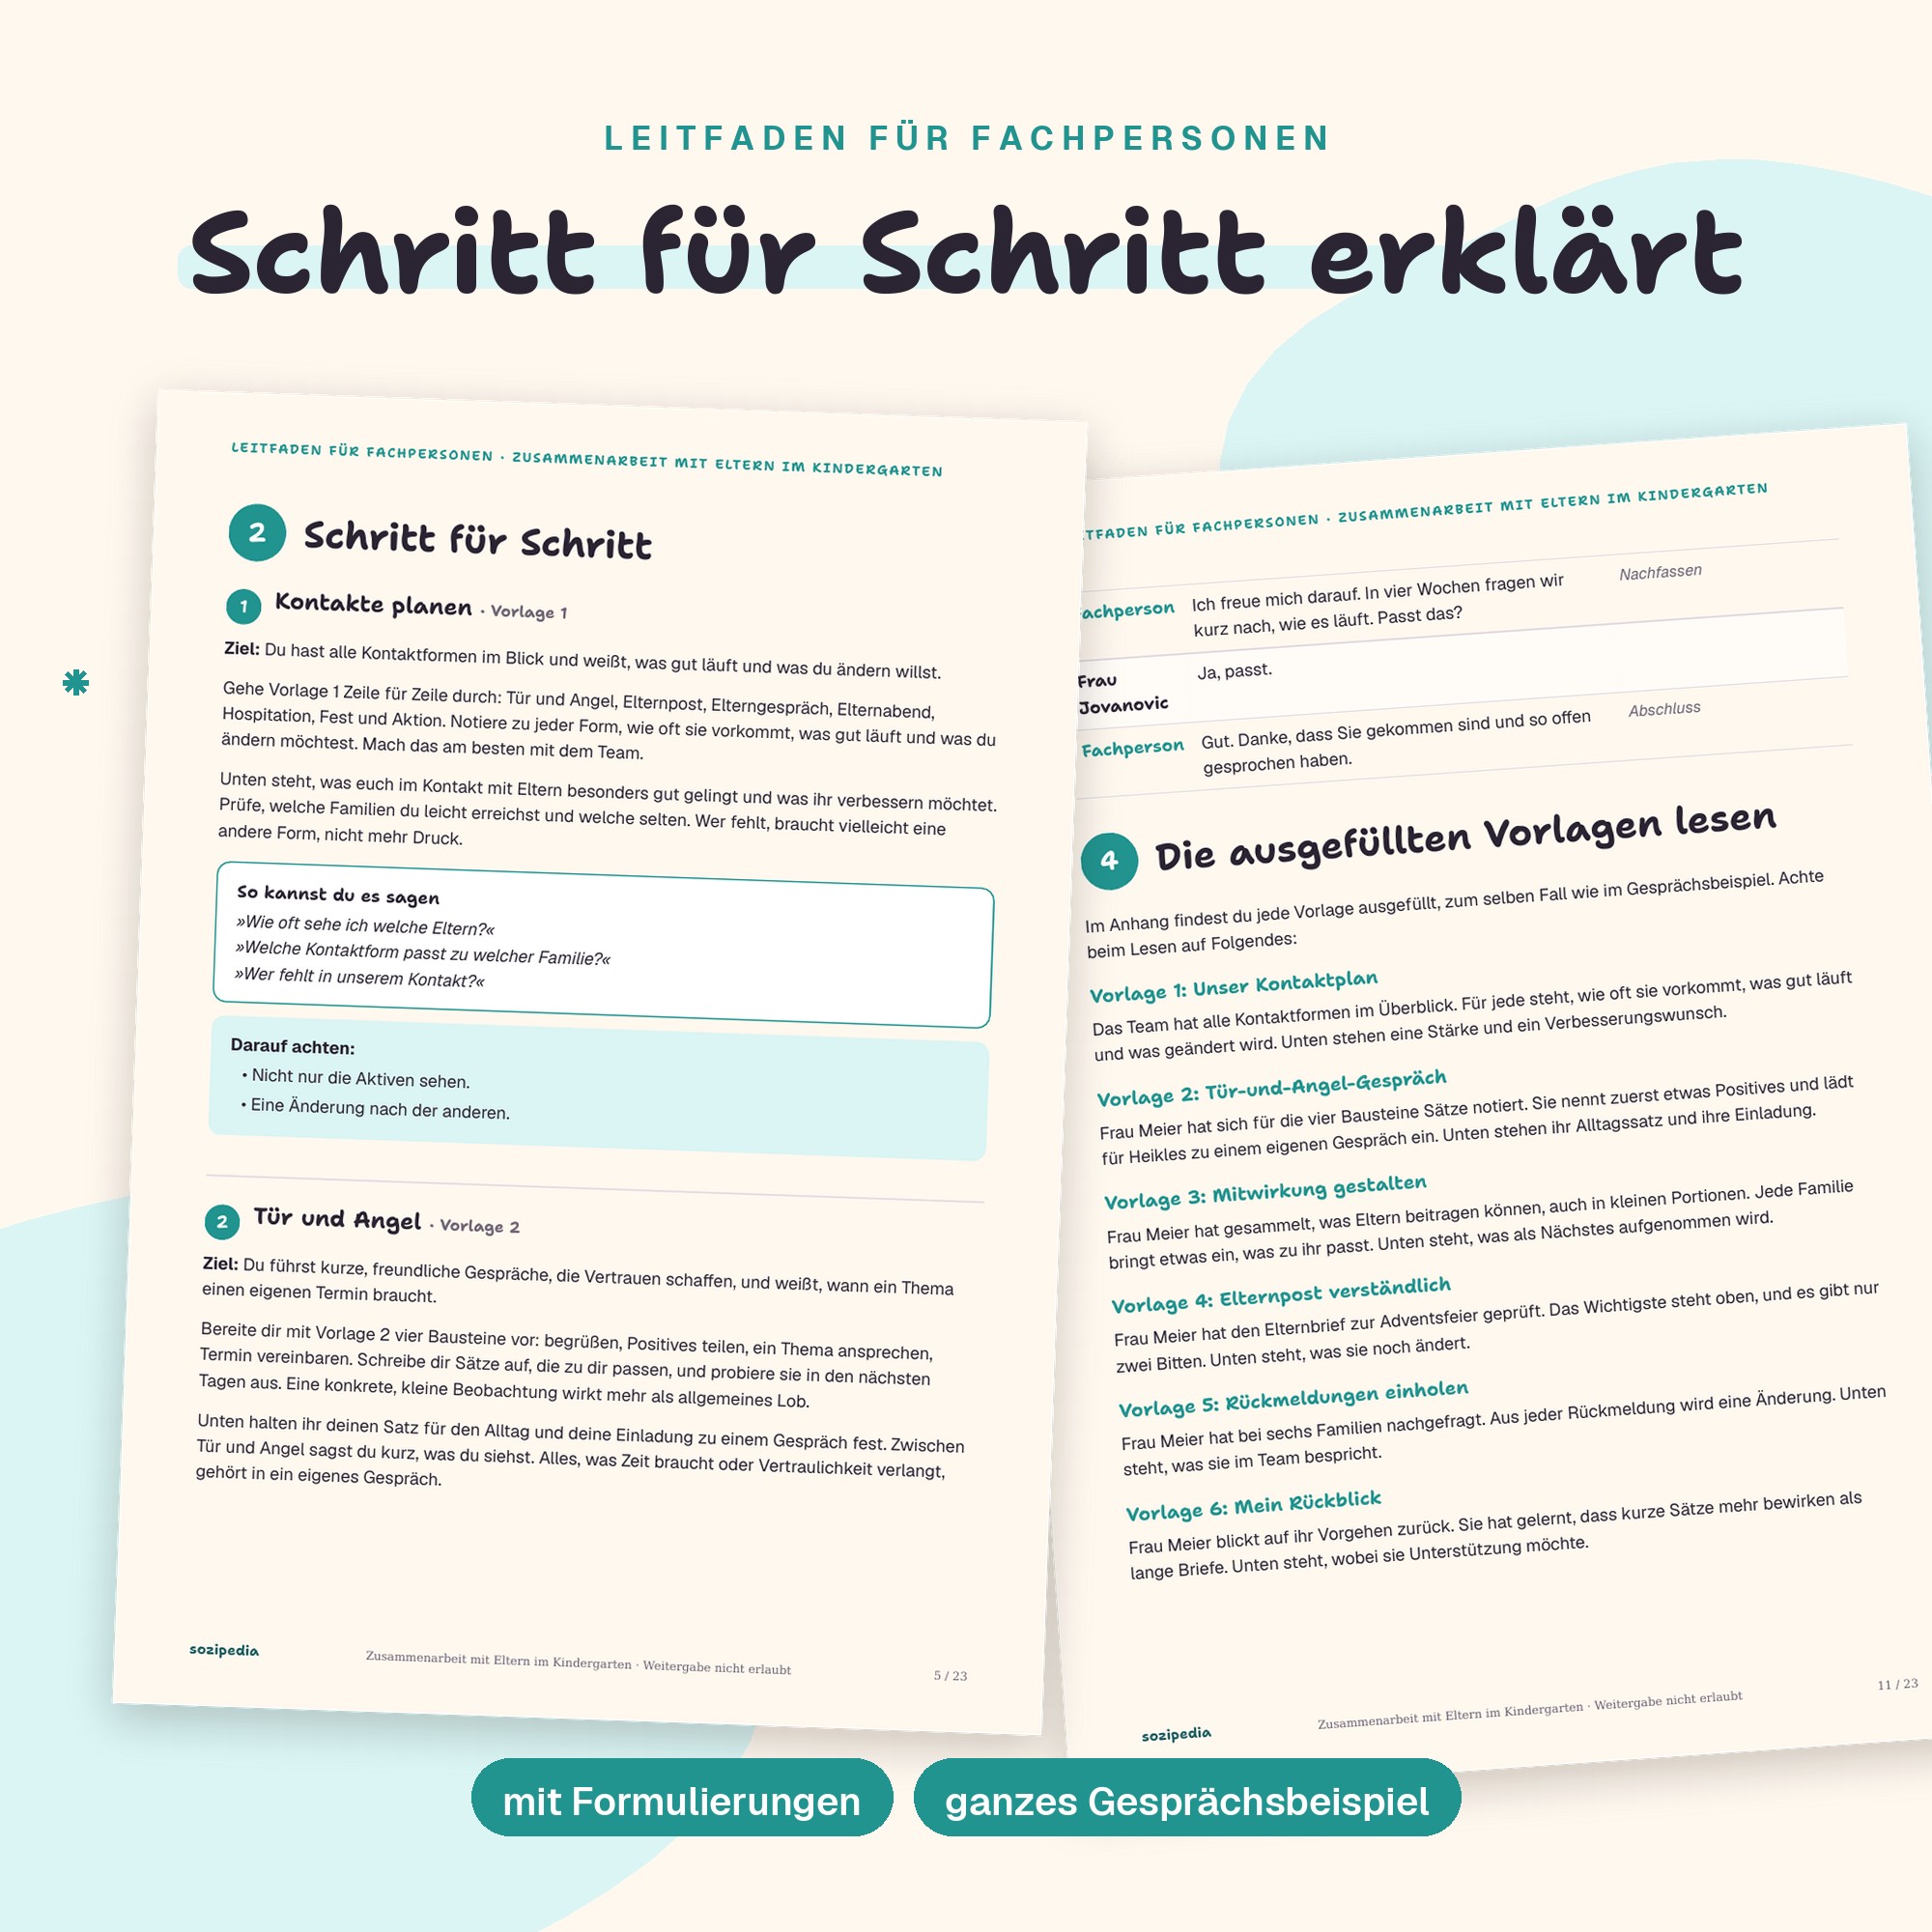 LEITFADEN FÜR FACHPERSONEN
Schritt für Schritt erklärt
LEITFADEN FÜR FACHPERSONEN · ZUSAMMENARBEIT MIT ELTERN IM KINDERGARTEN
2 Schritt für Schritt
1 Kontakte planen · Vorlage 1
Ziel: Du hast alle Kontaktformen im Blick und weißt, was gut läuft und was du ändern willst.
Gehe Vorlage 1 Zeile für Zeile durch: Tür und Angel, Elternpost, Elterngespräch, Elternabend,
Hospitation, Fest und Aktion. Notiere zu jeder Form, wie oft sie vorkommt, was gut läuft und was du
ändern möchtest. Mach das am besten mit dem Team.
Unten steht, was euch im Kontakt mit Eltern besonders gut gelingt und was ihr verbessern möchtet.
Prüfe, welche Familien du leicht erreichst und welche selten. Wer fehlt, braucht vielleicht eine
andere Form, nicht mehr Druck.
So kannst du es sagen
»Wie oft sehe ich welche Eltern?«
»Welche Kontaktform passt zu welcher Familie?«
»Wer fehlt in unserem Kontakt?«
Darauf achten:
• Nicht nur die Aktiven sehen.
• Eine Änderung nach der anderen.
2 Tür und Angel · Vorlage 2
Ziel: Du führst kurze, freundliche Gespräche, die Vertrauen schaffen, und weißt, wann ein Thema
einen eigenen Termin braucht.
Bereite dir mit Vorlage 2 vier Bausteine vor: begrüßen, Positives teilen, ein Thema ansprechen,
Termin vereinbaren. Schreibe dir Sätze auf, die zu dir passen, und probiere sie in den nächsten
Tagen aus. Eine konkrete, kleine Beobachtung wirkt mehr als allgemeines Lob.
Unten halten ihr deinen Satz für den Alltag und deine Einladung zu einem Gespräch fest. Zwischen
Tür und Angel sagst du kurz, was du siehst. Alles, was Zeit braucht oder Vertraulichkeit verlangt,
gehört in ein eigenes Gespräch.
sozipedia
Zusammenarbeit mit Eltern im Kindergarten · Weitergabe nicht erlaubt
5 / 23
TFADEN FÜR FACHPERSONEN · ZUSAMMENARBEIT MIT ELTERN IM KINDERGARTEN
Fachperson Ich freue mich darauf. In vier Wochen fragen wir Nachfassen
kurz nach, wie es läuft. Passt das?
Frau Ja, passt.
Jovanovic
Fachperson Gut. Danke, dass Sie gekommen sind und so offen Abschluss
gesprochen haben.
4 Die ausgefüllten Vorlagen lesen
Im Anhang findest du jede Vorlage ausgefüllt, zum selben Fall wie im Gesprächsbeispiel. Achte
beim Lesen auf Folgendes:
Vorlage 1: Unser Kontaktplan
Das Team hat alle Kontaktformen im Überblick. Für jede steht, wie oft sie vorkommt, was gut läuft
und was geändert wird. Unten stehen eine Stärke und ein Verbesserungswunsch.
Vorlage 2: Tür-und-Angel-Gespräch
Frau Meier hat sich für die vier Bausteine Sätze notiert. Sie nennt zuerst etwas Positives und lädt
für Heikles zu einem eigenen Gespräch ein. Unten stehen ihr Alltagssatz und ihre Einladung.
Vorlage 3: Mitwirkung gestalten
Frau Meier hat gesammelt, was Eltern beitragen können, auch in kleinen Portionen. Jede Familie
bringt etwas ein, was zu ihr passt. Unten steht, was als Nächstes aufgenommen wird.
Vorlage 4: Elternpost verständlich
Frau Meier hat den Elternbrief zur Adventsfeier geprüft. Das Wichtigste steht oben, und es gibt nur
zwei Bitten. Unten steht, was sie noch ändert.
Vorlage 5: Rückmeldungen einholen
Frau Meier hat bei sechs Familien nachgefragt. Aus jeder Rückmeldung wird eine Änderung. Unten
steht, was sie im Team bespricht.
Vorlage 6: Mein Rückblick
Frau Meier blickt auf ihr Vorgehen zurück. Sie hat gelernt, dass kurze Sätze mehr bewirken als
lange Briefe. Unten steht, wobei sie Unterstützung möchte.
sozipedia
Zusammenarbeit mit Eltern im Kindergarten · Weitergabe nicht erlaubt
11 / 23
mit Formulierungen
ganzes Gesprächsbeispiel